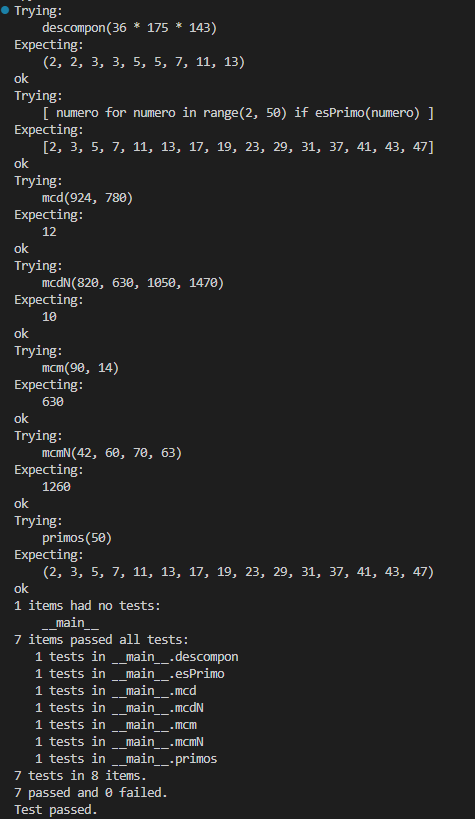 Trying:
    descompon(36 * 175 * 143)
Expecting:
    (2, 2, 3, 3, 5, 5, 7, 11, 13)
ok
Trying:
    [ numero for numero in range(2, 50) if esPrimo(numero) ]
Expecting:
    [2, 3, 5, 7, 11, 13, 17, 19, 23, 29, 31, 37, 41, 43, 47]
ok
Trying:
    mcd(924, 780)
Expecting:
    12
ok
Trying:
    mcdN(820, 630, 1050, 1470)
Expecting:
    10
ok
Trying:
    mcm(90, 14)
Expecting:
    630
ok
Trying:
    mcmN(42, 60, 70, 63)
Expecting:
    1260
ok
Trying:
    primos(50)
Expecting:
    (2, 3, 5, 7, 11, 13, 17, 19, 23, 29, 31, 37, 41, 43, 47)
ok
1 items had no tests:
    __main__
7 items passed all tests:
   1 tests in __main__.descompon
   1 tests in __main__.esPrimo
   1 tests in __main__.mcd
   1 tests in __main__.mcdN
   1 tests in __main__.mcm
   1 tests in __main__.mcmN
   1 tests in __main__.primos
7 tests in 8 items.
7 passed and 0 failed.
Test passed.